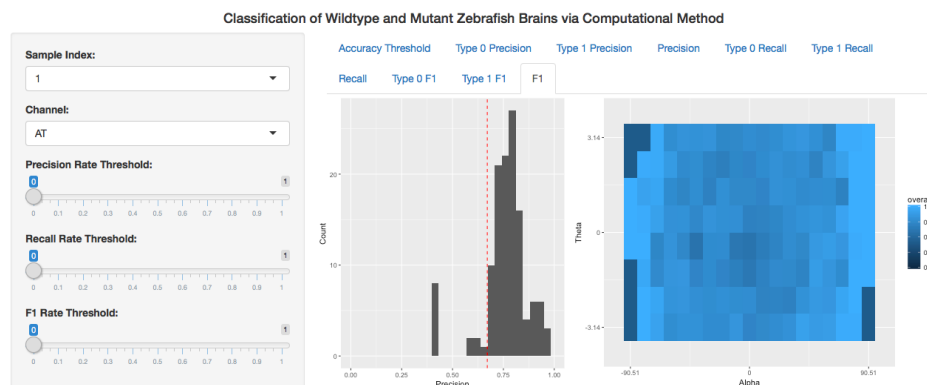 Classification of Wildtype and Mutant Zebrafish Brains via Computational Method
Sample Index:
1
Channel:
AT
Precision Rate Threshold:
0 1
0 0.1 0.2 0.3 0.4 0.5 0.6 0.7 0.8 0.9 1
Recall Rate Threshold:
0 1
0 0.1 0.2 0.3 0.4 0.5 0.6 0.7 0.8 0.9 1
F1 Rate Threshold:
0 1
0 0.1 0.2 0.3 0.4 0.5 0.6 0.7 0.8 0.9 1
Accuracy Threshold Type 0 Precision Type 1 Precision Precision Type 0 Recall Type 1 Recall
Recall Type 0 F1 Type 1 F1 F1
Count
20
10
0
0.00 0.25 0.50 0.75 1.00
Precision
Theta
3.14
0
-3.14
-90.51 0 90.51
Alpha
overa
1